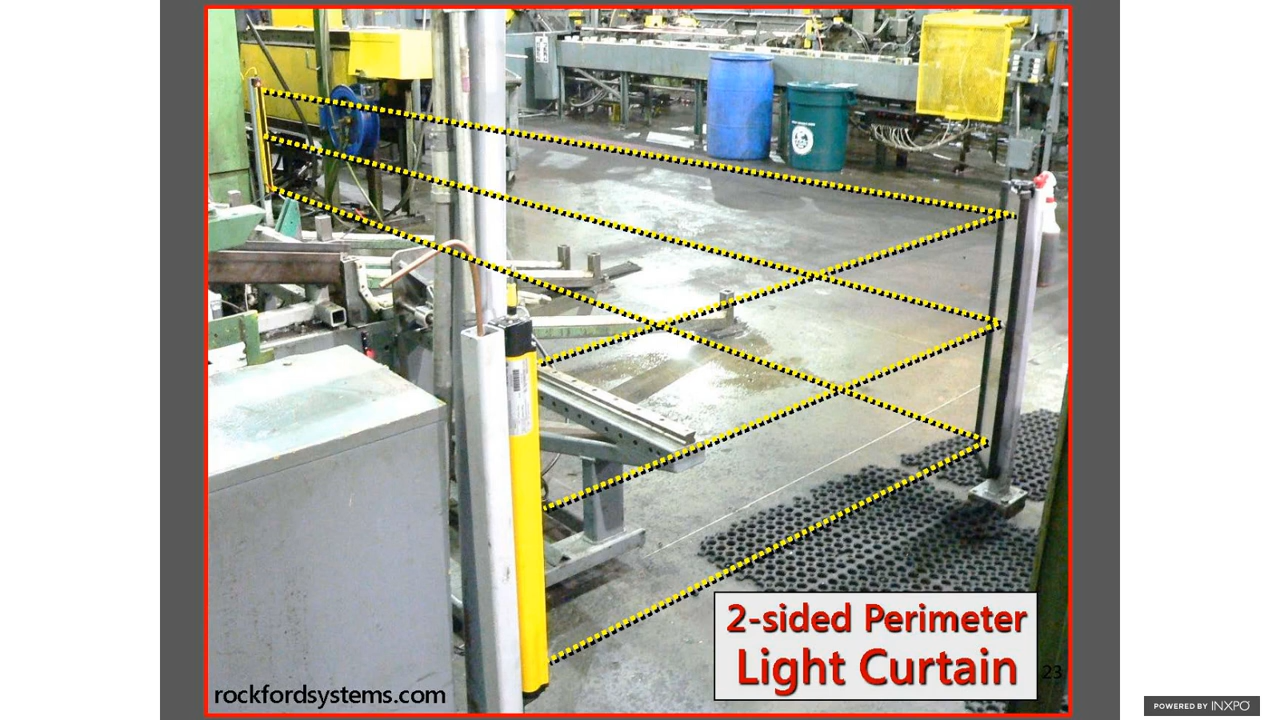 2-sided Perimeter
Light Curtain
23
rockfordsystems.com
POWERED BY INXPO